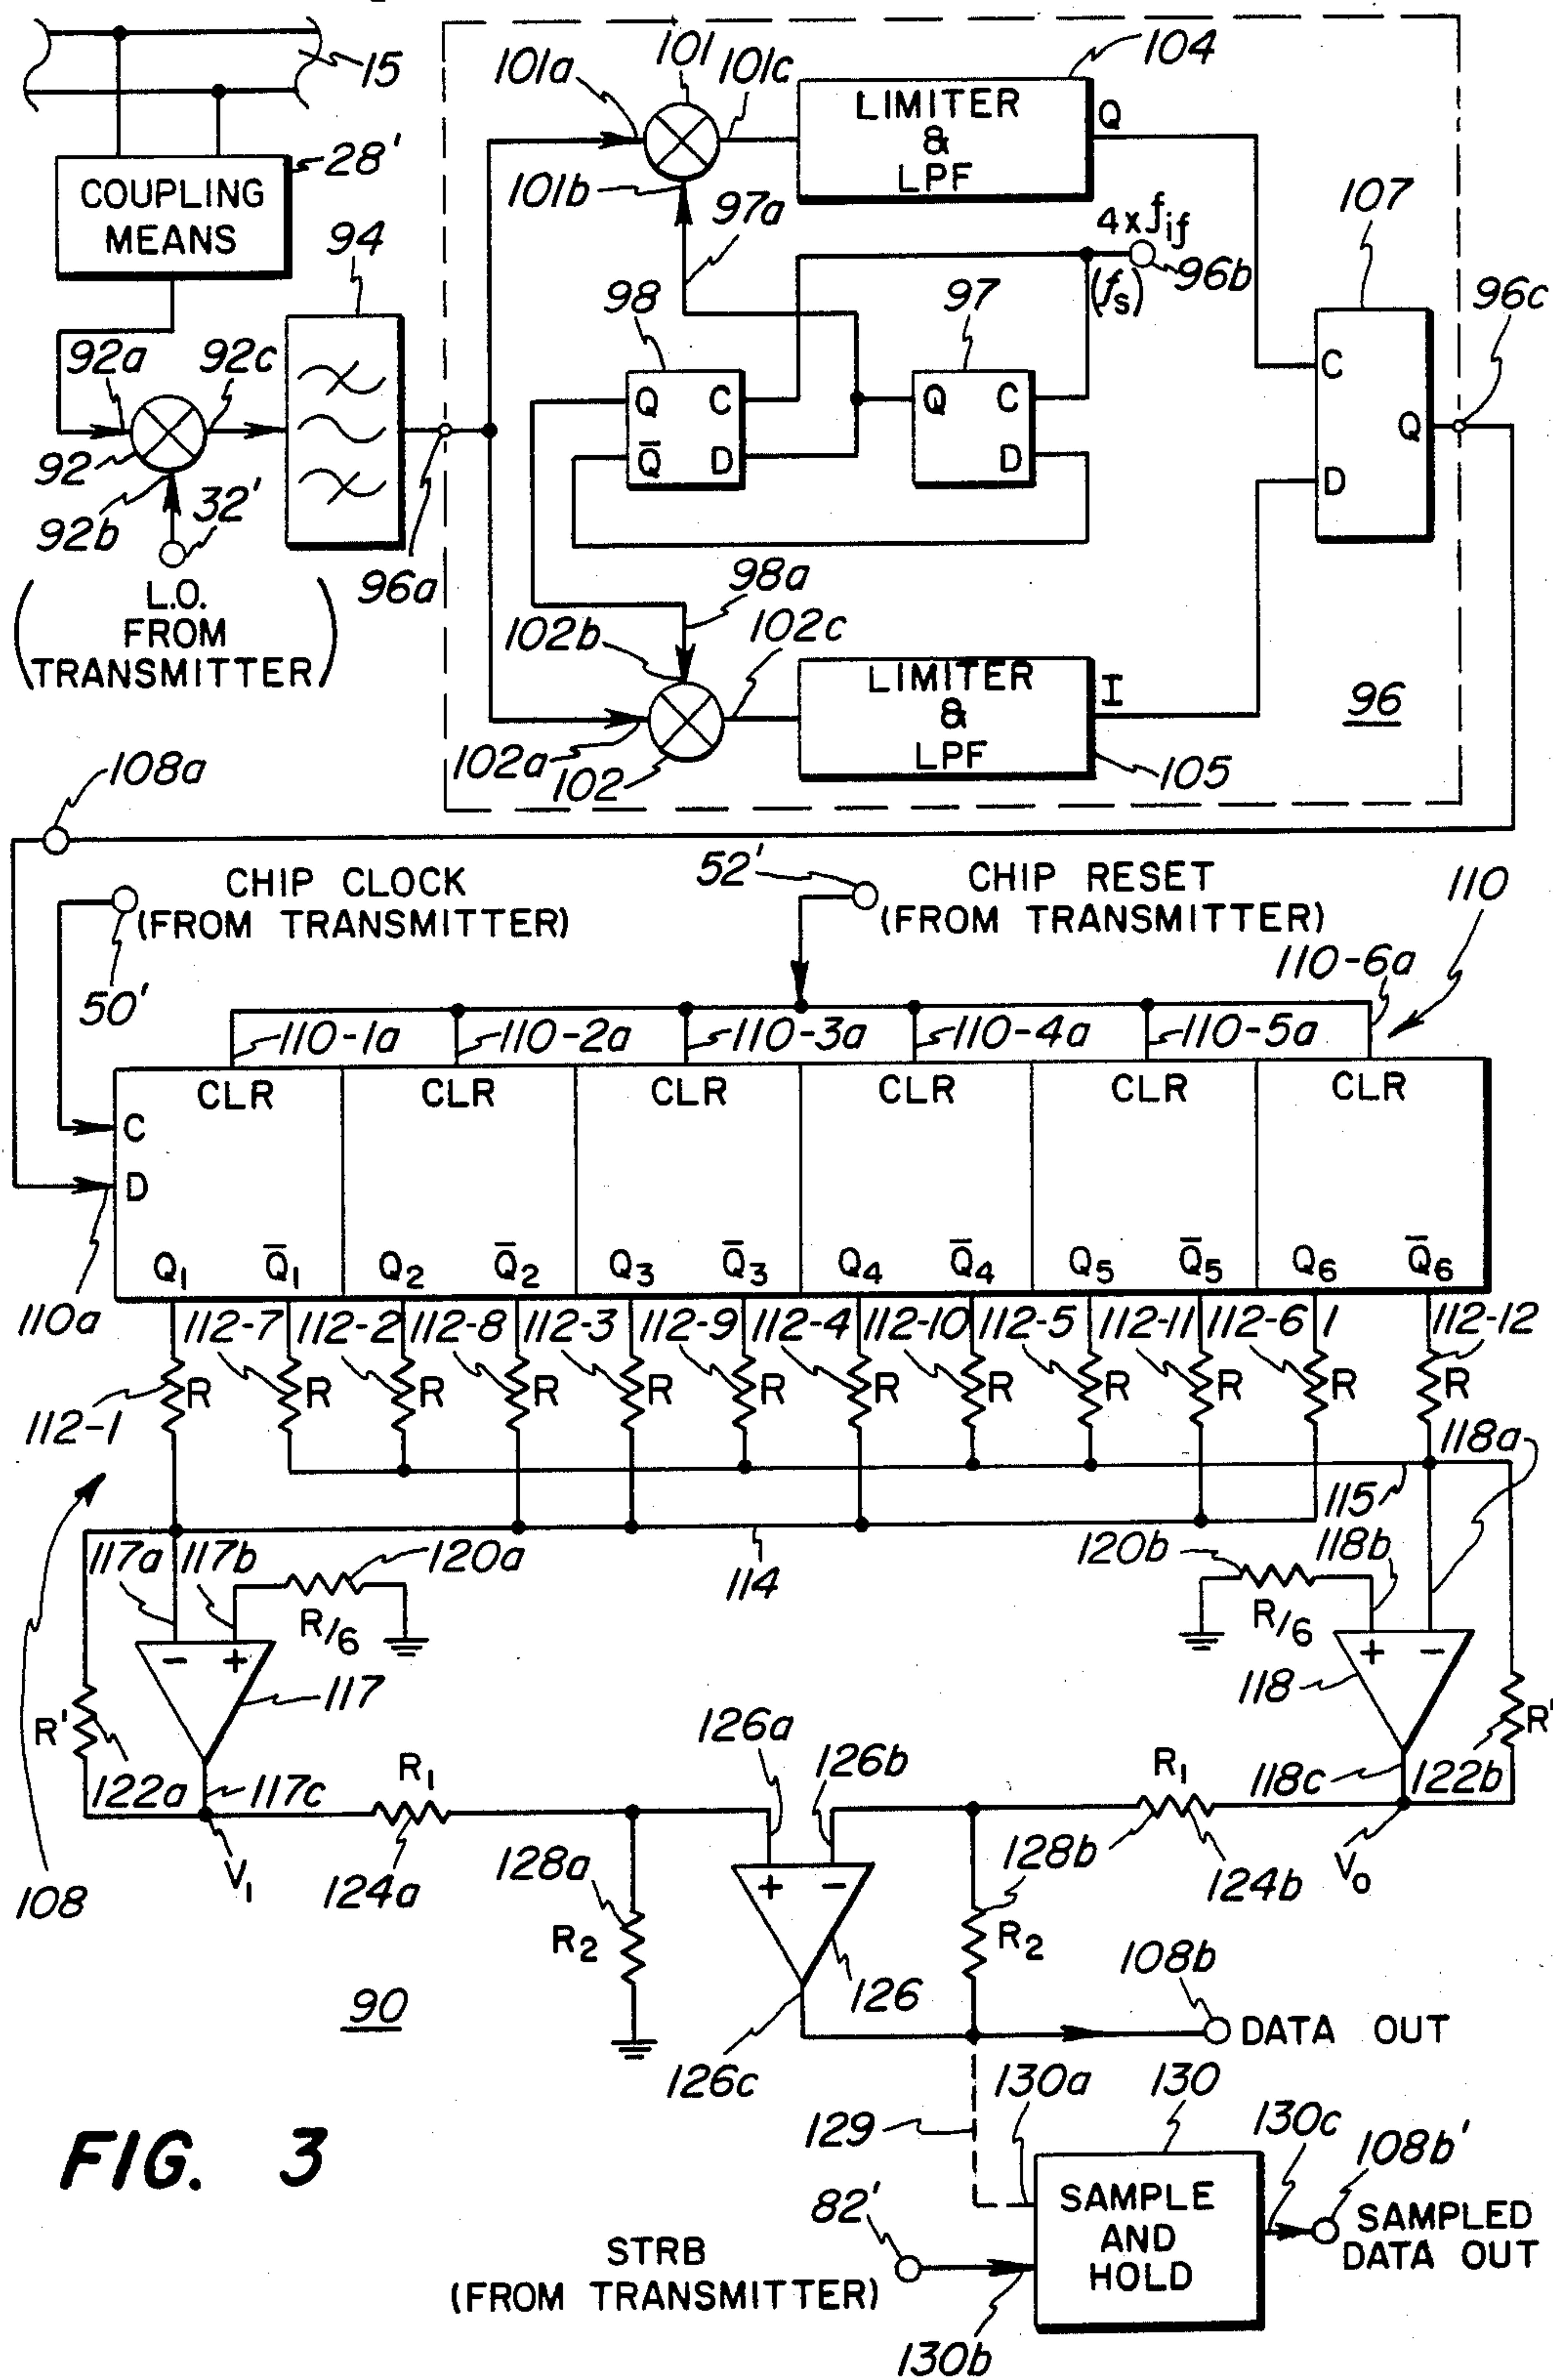 15
COUPLING
MEANS
28'
94
92a
92c
92
92b
32'
(L.O.
FROM
TRANSMITTER)
96a
101a
101
101c
101b
97a
LIMITER
&
LPF
104
Q
4xfif
(fs)
96b
98
Q C
Q̄ D
97
Q C
D
107
C
D
Q
96c
98a
102b
102c
102a
102
LIMITER
&
LPF
I
105
96
108a
CHIP CLOCK
(FROM TRANSMITTER)
50'
52'
CHIP RESET
(FROM TRANSMITTER)
110
110-6a
110-1a 110-2a 110-3a 110-4a 110-5a
CLR CLR CLR CLR CLR CLR
C
D
110a
Q1 Q̄1 Q2 Q̄2 Q3 Q̄3 Q4 Q̄4 Q5 Q̄5 Q6 Q̄6
112-7 112-2 112-8 112-3 112-9 112-4 112-10 112-5 112-11 112-6 112-12
R R R R R R R R R R R R
112-1
118a
115
114
117a 117b
120a
R/6
120b
118b
R/6
- +
117
+ -
118
R'
122a
117c
R1
V1
124a
108
126a
126b
R1
118c
122b
R'
128a
R2
+ -
126
128b
R2
124b
V0
90
126c
108b
DATA OUT
129
130a
130
130c
108b'
SAMPLE
AND
HOLD
SAMPLED
DATA OUT
82'
STRB
(FROM TRANSMITTER)
130b
FIG. 3